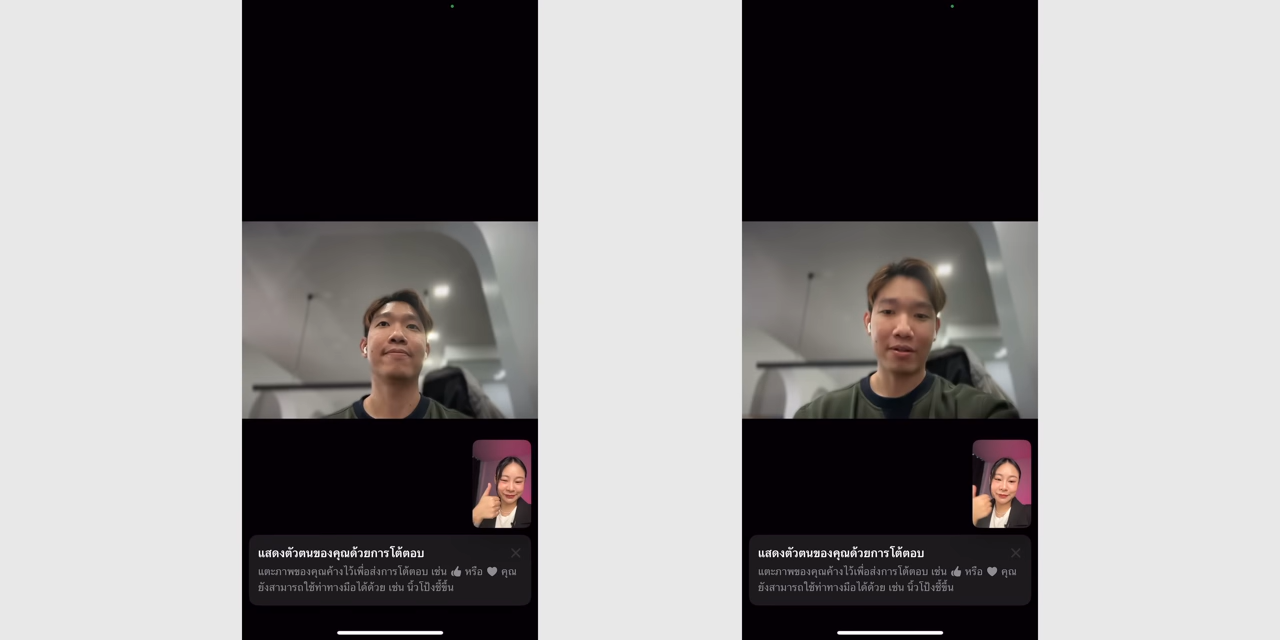 แสดงตัวตนของคุณด้วยการโต้ตอบ
แตะภาพของคุณค้างไว้เพื่อส่งการโต้ตอบ เช่น 👍 หรือ ♥ คุณ
ยังสามารถใช้ท่าทางมือได้ด้วย เช่น นิ้วโป้งชี้ขึ้น
แสดงตัวตนของคุณด้วยการโต้ตอบ
แตะภาพของคุณค้างไว้เพื่อส่งการโต้ตอบ เช่น 👍 หรือ ♥ คุณ
ยังสามารถใช้ท่าทางมือได้ด้วย เช่น นิ้วโป้งชี้ขึ้น